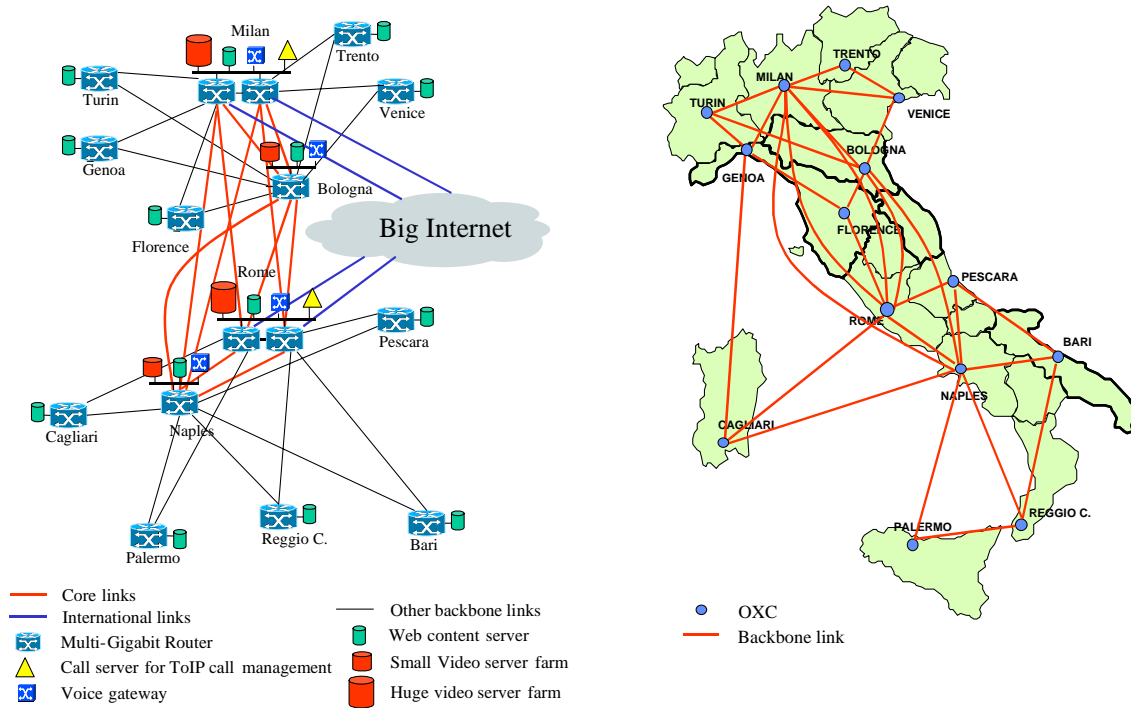 Milan
Trento
Turin
Venice
Genoa
Bologna
Florence
Big Internet
Rome
Pescara
Cagliari
Naples
Palermo
Reggio C.
Bari
Core links
International links
Multi-Gigabit Router
Call server for ToIP call management
Voice gateway
Other backbone links
Web content server
Small Video server farm
Huge video server farm
TRENTO
MILAN
TURIN
VENICE
BOLOGNA
GENOA
FLORENCE
PESCARA
ROME
BARI
NAPLES
CAGLIARI
REGGIO C.
PALERMO
OXC
Backbone link